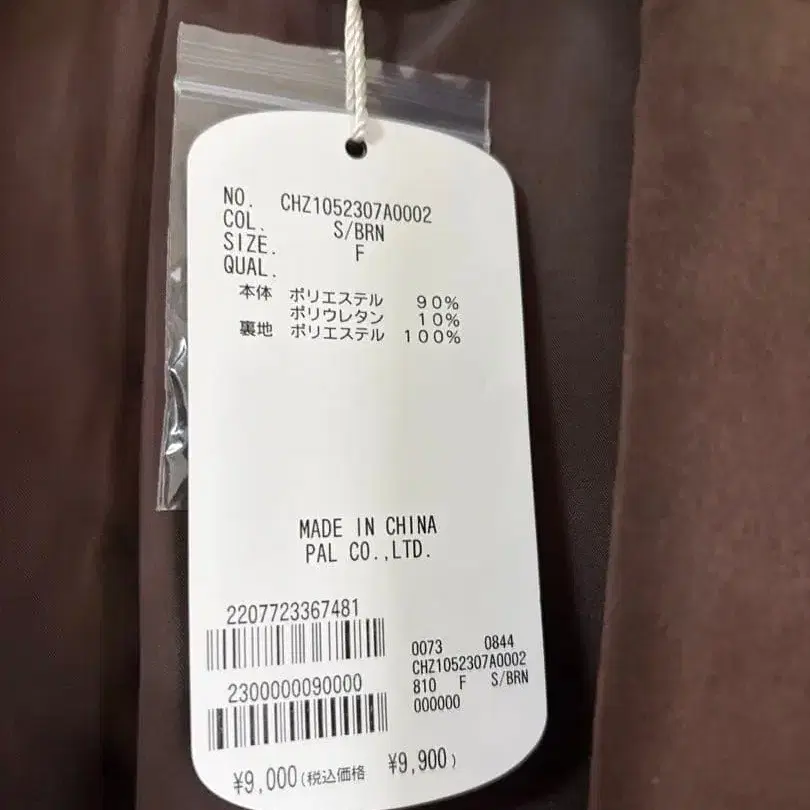 NO. CHZ1052307A0002
COL. S/BRN
SIZE. F
QUAL.
本体 ポリエステル 90%
ポリウレタン 10%
裏地 ポリエステル 100%
MADE IN CHINA
PAL CO.,LTD.
2207723367481
2300000090000
0073 0844
CHZ1052307A0002
810 F S/BRN
000000
¥9,000(税込価格 ¥9,900)